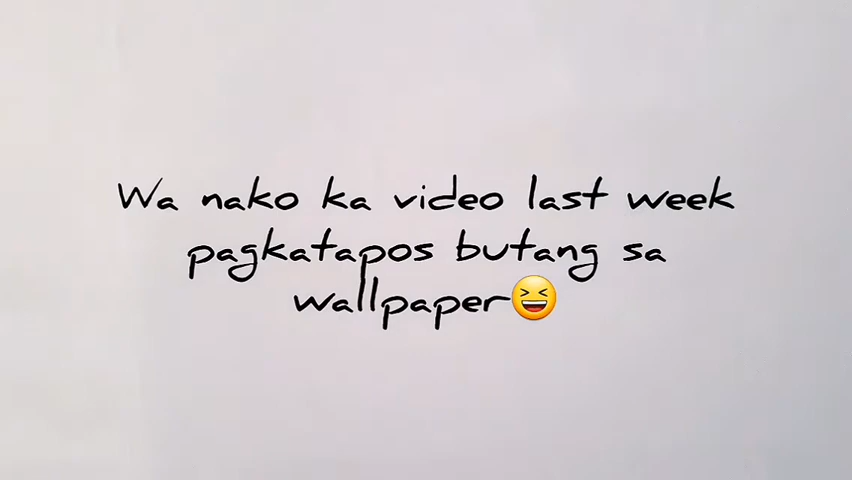 Wa nako ka video last week
pagkatapos butang sa
wallpaper😆